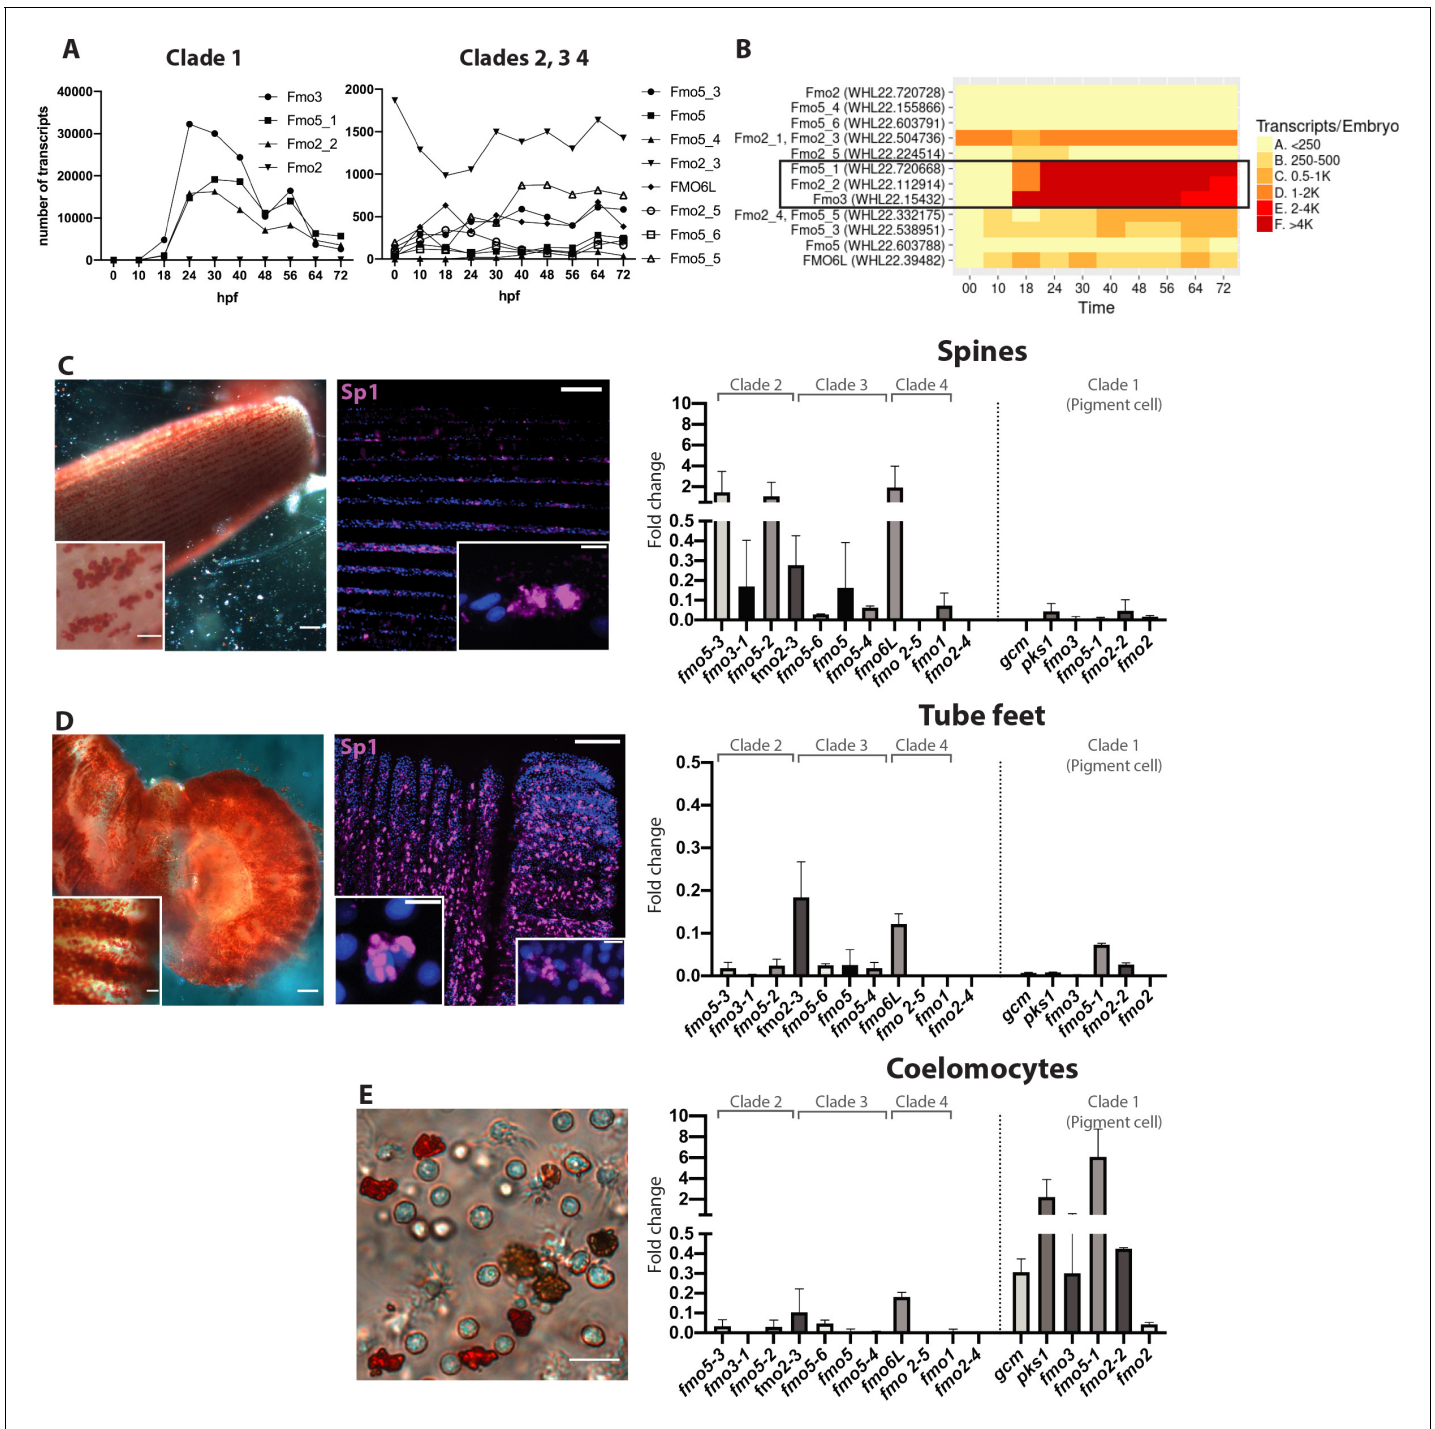 A
Clade 1
number of transcripts
40000
30000
20000
10000
0
0 10 18 24 30 40 48 56 64 72
hpf
Fmo3
Fmo5_1
Fmo2_2
Fmo2
Clades 2, 3 4
2000
1500
1000
500
0
0 10 18 24 30 40 48 56 64 72
hpf
Fmo5_3
Fmo5
Fmo5_4
Fmo2_3
FMO6L
Fmo2_5
Fmo5_6
Fmo5_5
B
Fmo2 (WHL22.720728)
Fmo5_4 (WHL22.155866)
Fmo5_6 (WHL22.603791)
Fmo2_1, Fmo2_3 (WHL22.504736)
Fmo2_5 (WHL22.224514)
Fmo5_1 (WHL22.720668)
Fmo2_2 (WHL22.112914)
Fmo3 (WHL22.15432)
Fmo2_4, Fmo5_5 (WHL22.332175)
Fmo5_3 (WHL22.538951)
Fmo5 (WHL22.603788)
FMO6L (WHL22.39482)
00 10 18 24 30 40 48 56 64 72
Time
Transcripts/Embryo
A. <250
B. 250-500
C. 0.5-1K
D. 1-2K
E. 2-4K
F. >4K
C
Sp1
Spines
Clade 2 Clade 3 Clade 4 Clade 1
(Pigment cell)
Fold change
10
8
6
4
2
0.5
0.4
0.3
0.2
0.1
0.0
fmo5-3 fmo3-1 fmo5-2 fmo2-3 fmo5-6 fmo5 fmo5-4 fmo6L fmo 2-5 fmo1 fmo2-4 gcm pks1 fmo3 fmo5-1 fmo2-2 fmo2
D
Sp1
Tube feet
Clade 2 Clade 3 Clade 4 Clade 1
(Pigment cell)
Fold change
0.5
0.4
0.3
0.2
0.1
0.0
fmo5-3 fmo3-1 fmo5-2 fmo2-3 fmo5-6 fmo5 fmo5-4 fmo6L fmo 2-5 fmo1 fmo2-4 gcm pks1 fmo3 fmo5-1 fmo2-2 fmo2
E
Coelomocytes
Clade 2 Clade 3 Clade 4 Clade 1
(Pigment cell)
Fold change
10
8
6
4
2
0.5
0.4
0.3
0.2
0.1
0.0
fmo5-3 fmo3-1 fmo5-2 fmo2-3 fmo5-6 fmo5 fmo5-4 fmo6L fmo 2-5 fmo1 fmo2-4 gcm pks1 fmo3 fmo5-1 fmo2-2 fmo2